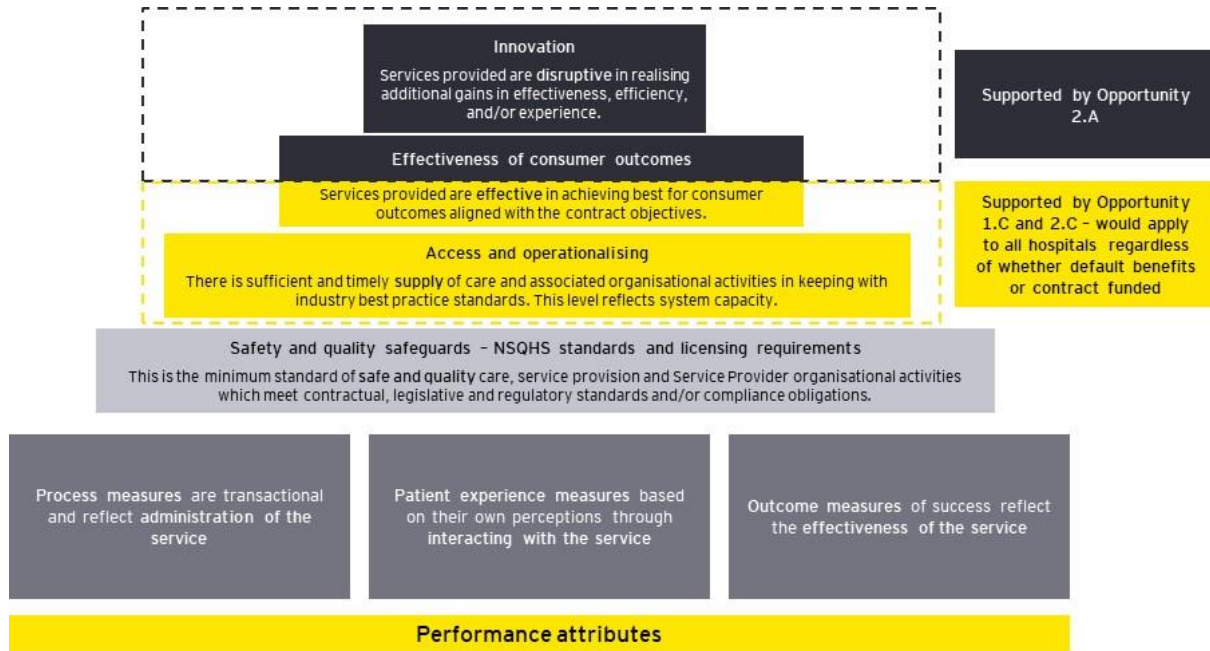 Innovation
Services provided are disruptive in realising
additional gains in effectiveness, efficiency,
and/or experience.
Supported by Opportunity
2.A
Effectiveness of consumer outcomes
Services provided are effective in achieving best for consumer
outcomes aligned with the contract objectives.
Supported by Opportunity
1.C and 2.C – would apply
to all hospitals regardless
of whether default benefits
or contract funded
Access and operationalising
There is sufficient and timely supply of care and associated organisational activities in keeping with
industry best practice standards. This level reflects system capacity.
Safety and quality safeguards – NSQHS standards and licensing requirements
This is the minimum standard of safe and quality care, service provision and Service Provider organisational activities
which meet contractual, legislative and regulatory standards and/or compliance obligations.
Process measures are transactional
and reflect administration of the
service
Patient experience measures based
on their own perceptions through
interacting with the service
Outcome measures of success reflect
the effectiveness of the service
Performance attributes